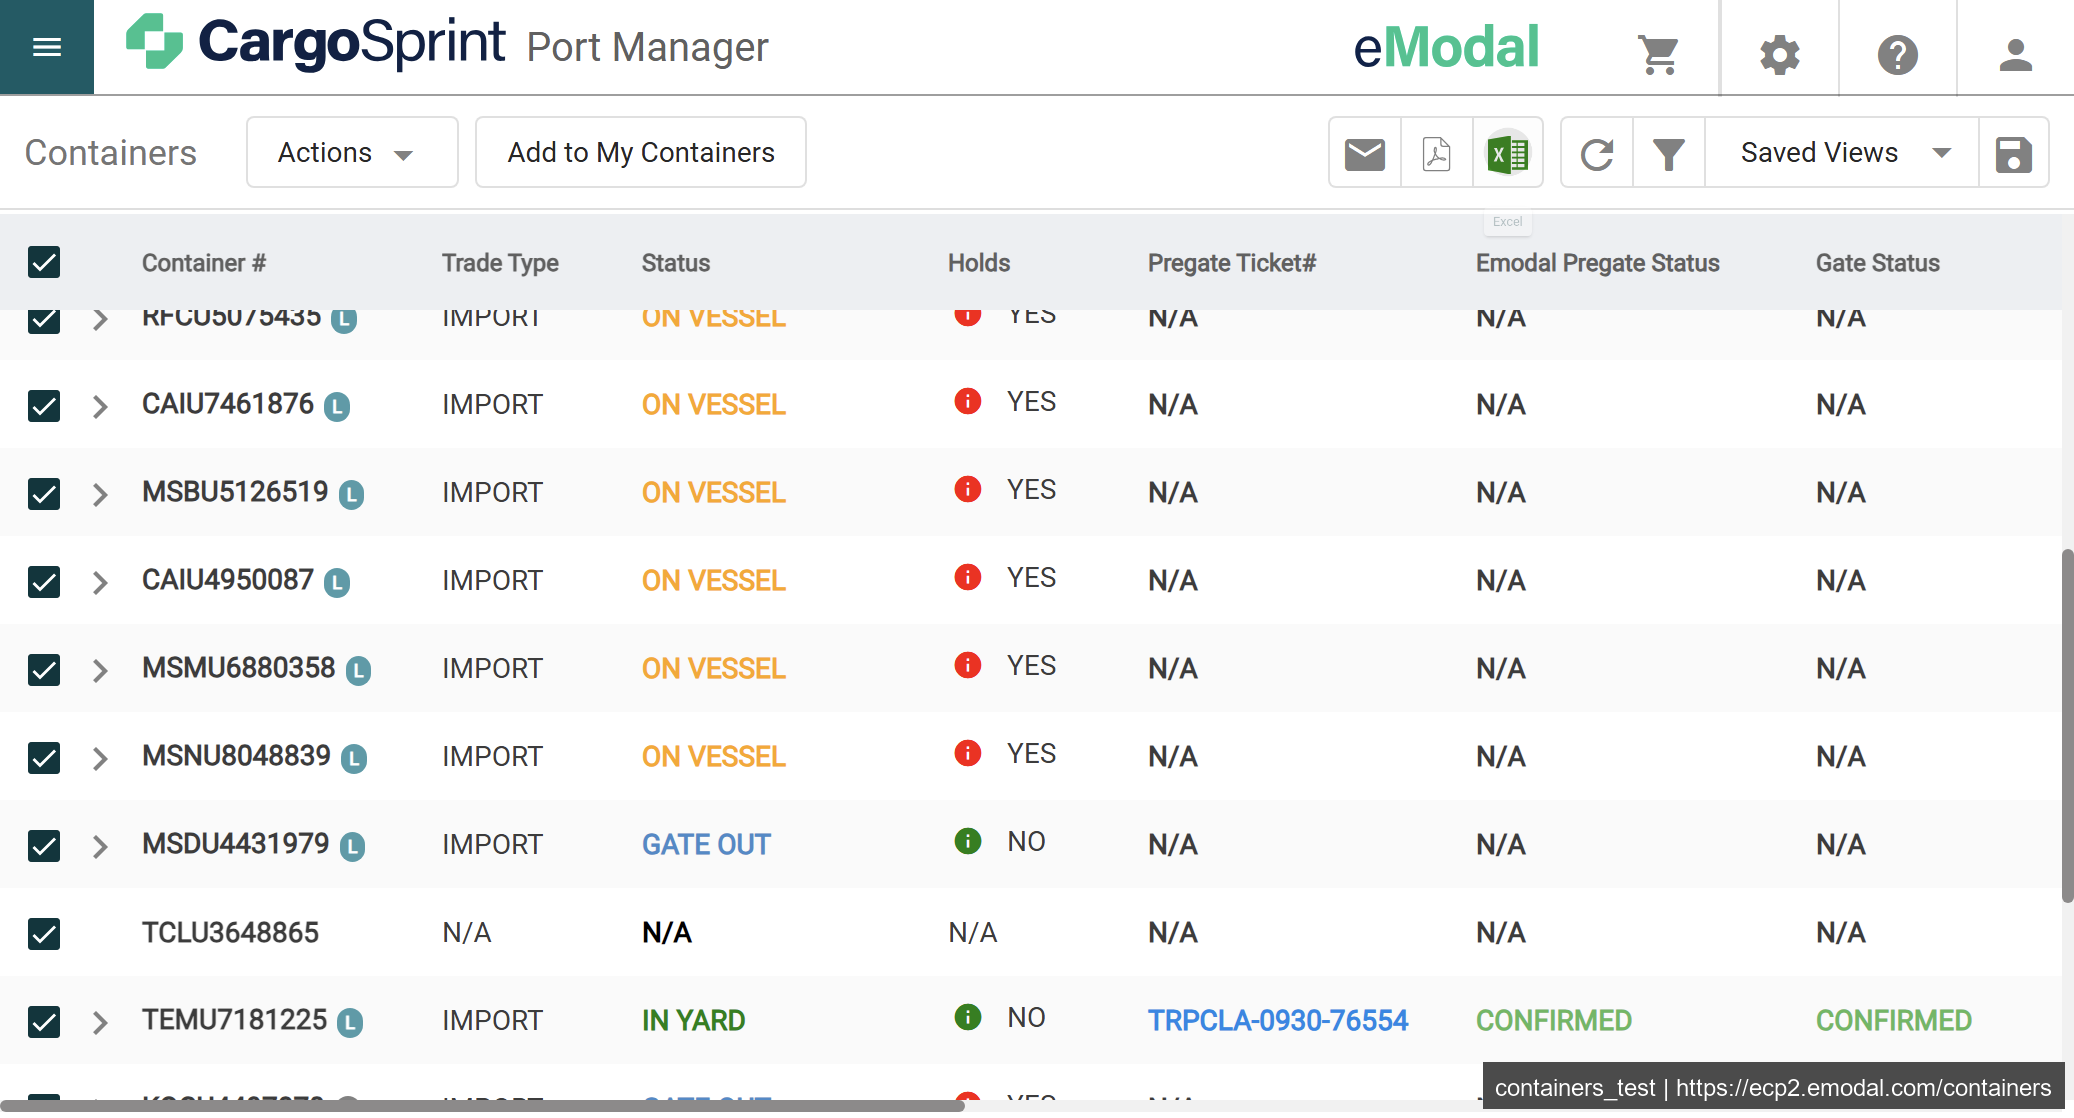 CargoSprint Port Manager eModal
Containers Actions Add to My Containers Saved Views
Excel
Container # Trade Type Status Holds Pregate Ticket# Emodal Pregate Status Gate Status
RFCU5075435 L IMPORT ON VESSEL YES N/A N/A N/A
CAIU7461876 L IMPORT ON VESSEL YES N/A N/A N/A
MSBU5126519 L IMPORT ON VESSEL YES N/A N/A N/A
CAIU4950087 L IMPORT ON VESSEL YES N/A N/A N/A
MSMU6880358 L IMPORT ON VESSEL YES N/A N/A N/A
MSNU8048839 L IMPORT ON VESSEL YES N/A N/A N/A
MSDU4431979 L IMPORT GATE OUT NO N/A N/A N/A
TCLU3648865 N/A N/A N/A N/A N/A N/A
TEMU7181225 L IMPORT IN YARD NO TRPCLA-0930-76554 CONFIRMED CONFIRMED
IMPORT GATE OUT YES N/A
containers_test | https://ecp2.emodal.com/containers